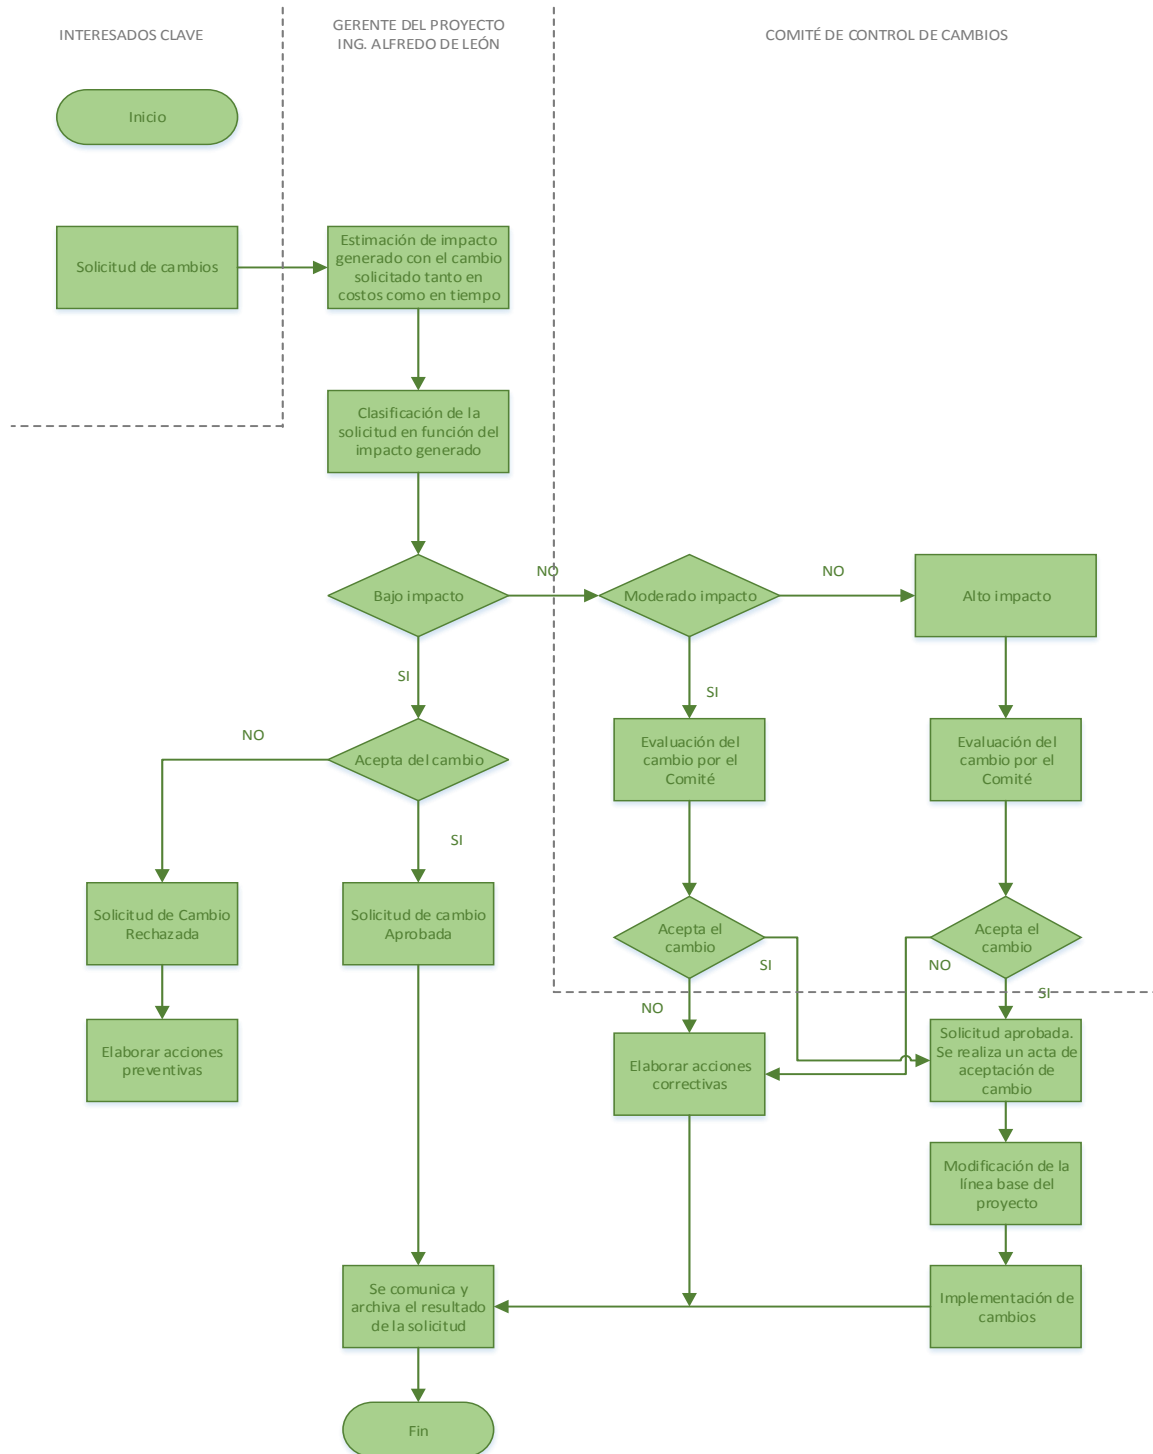 INTERESADOS CLAVE
GERENTE DEL PROYECTO
ING. ALFREDO DE LEÓN
COMITÉ DE CONTROL DE CAMBIOS
Inicio
Solicitud de cambios
Estimación de impacto
generado con el cambio
solicitado tanto en
costos como en tiempo
Clasificación de la
solicitud en función del
impacto generado
Bajo impacto
NO
Moderado impacto
NO
Alto impacto
SI
SI
NO
Acepta del cambio
Evaluación del
cambio por el
Comité
Evaluación del
cambio por el
Comité
SI
Solicitud de Cambio
Rechazada
Solicitud de cambio
Aprobada
Acepta el
cambio
SI
Acepta el
cambio
NO
SI
NO
Elaborar acciones
preventivas
Elaborar acciones
correctivas
Solicitud aprobada.
Se realiza un acta de
aceptación de
cambio
Modificación de la
línea base del
proyecto
Se comunica y
archiva el resultado
de la solicitud
Implementación de
cambios
Fin